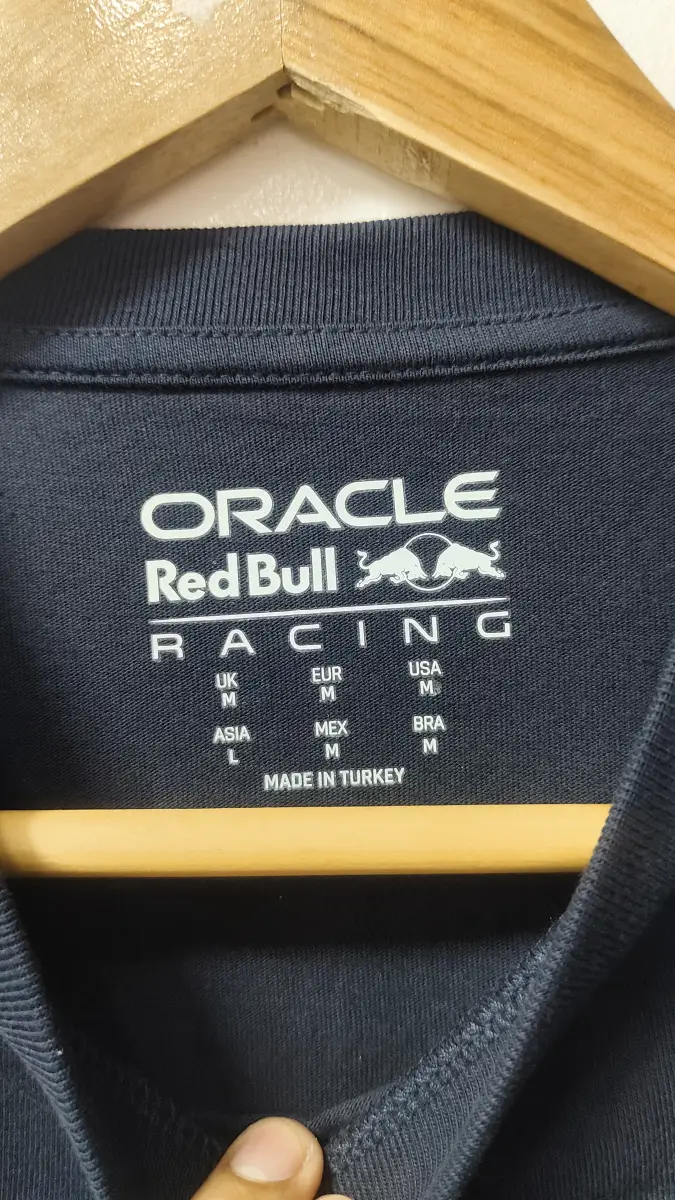 ORACLE
Red Bull
RACING
UK EUR USA
M M M
ASIA MEX BRA
L M M
MADE IN TURKEY